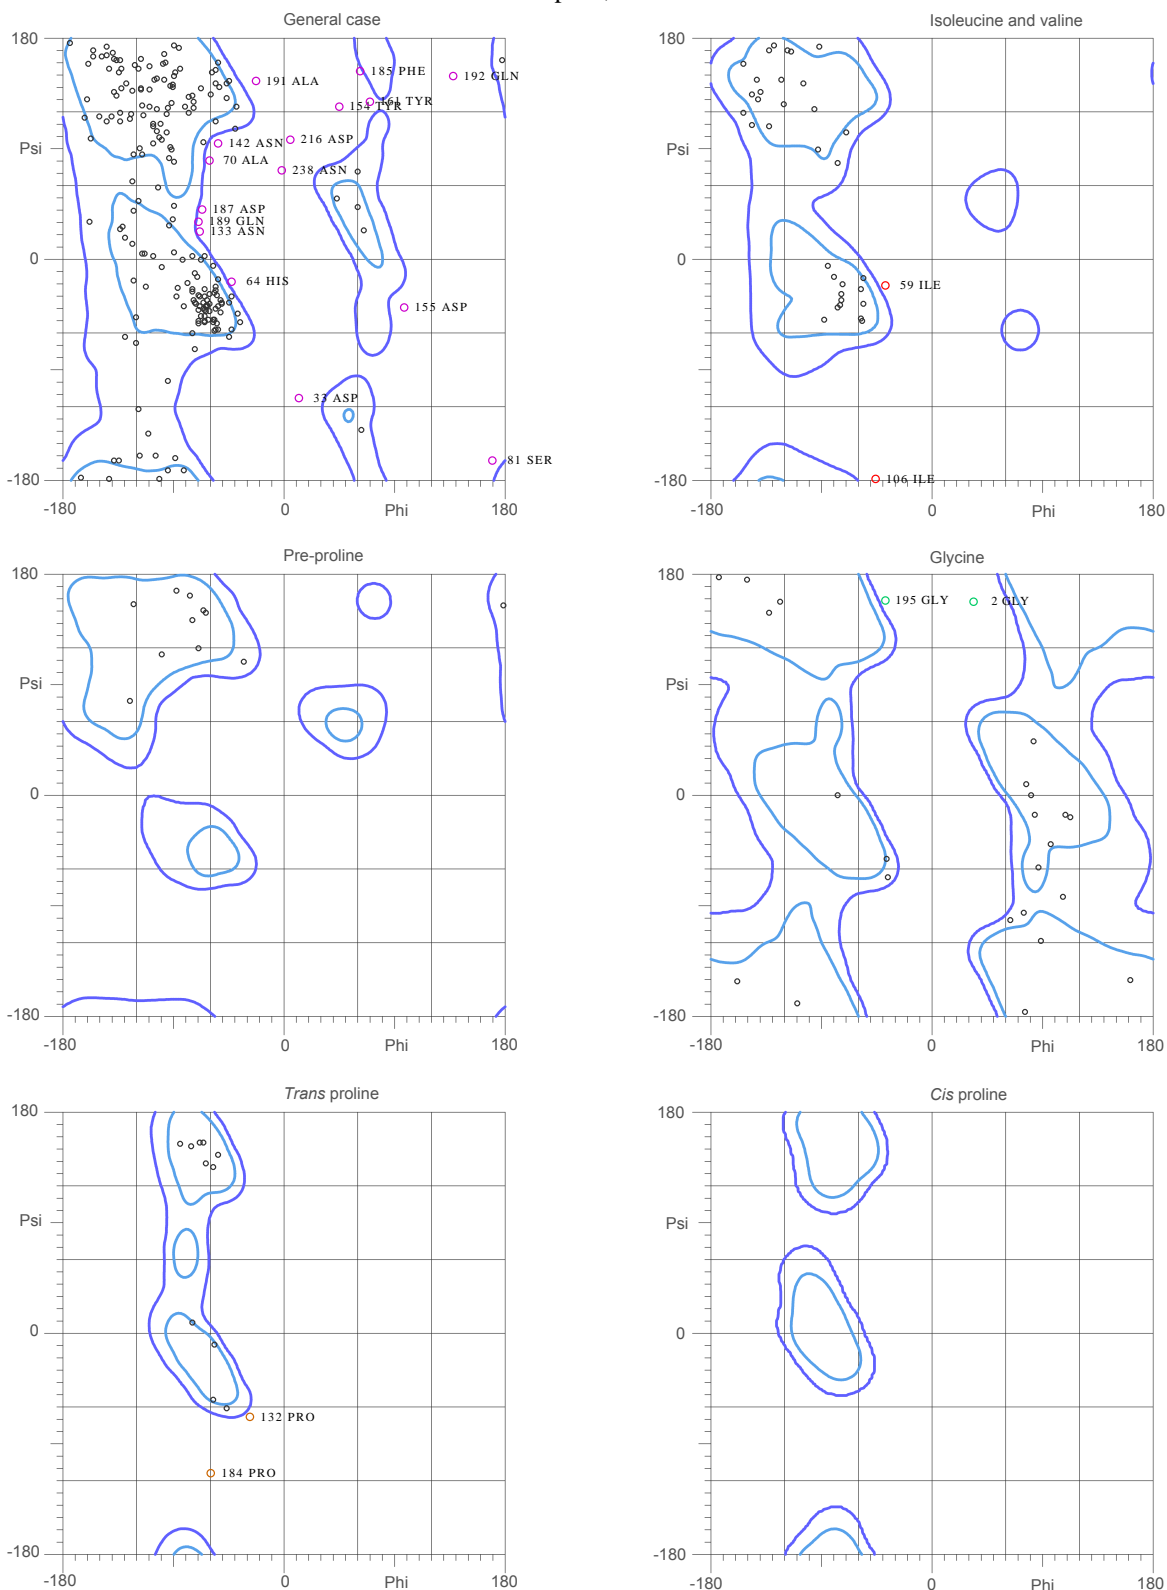 General case
180
Psi
0
-180
-180
0
Phi
180
191 ALA
185 PHE
192 GLN
161 TYR
154 TYR
142 ASN
216 ASP
70 ALA
238 ASN
187 ASP
189 GLN
133 ASN
64 HIS
155 ASP
33 ASP
81 SER
Isoleucine and valine
180
Psi
0
-180
-180
0
Phi
180
59 ILE
106 ILE
Pre-proline
180
Psi
0
-180
-180
0
Phi
180
Glycine
180
Psi
0
-180
-180
0
Phi
180
195 GLY
2 GLY
Trans proline
180
Psi
0
-180
-180
0
Phi
180
132 PRO
184 PRO
Cis proline
180
Psi
0
-180
-180
0
Phi
180